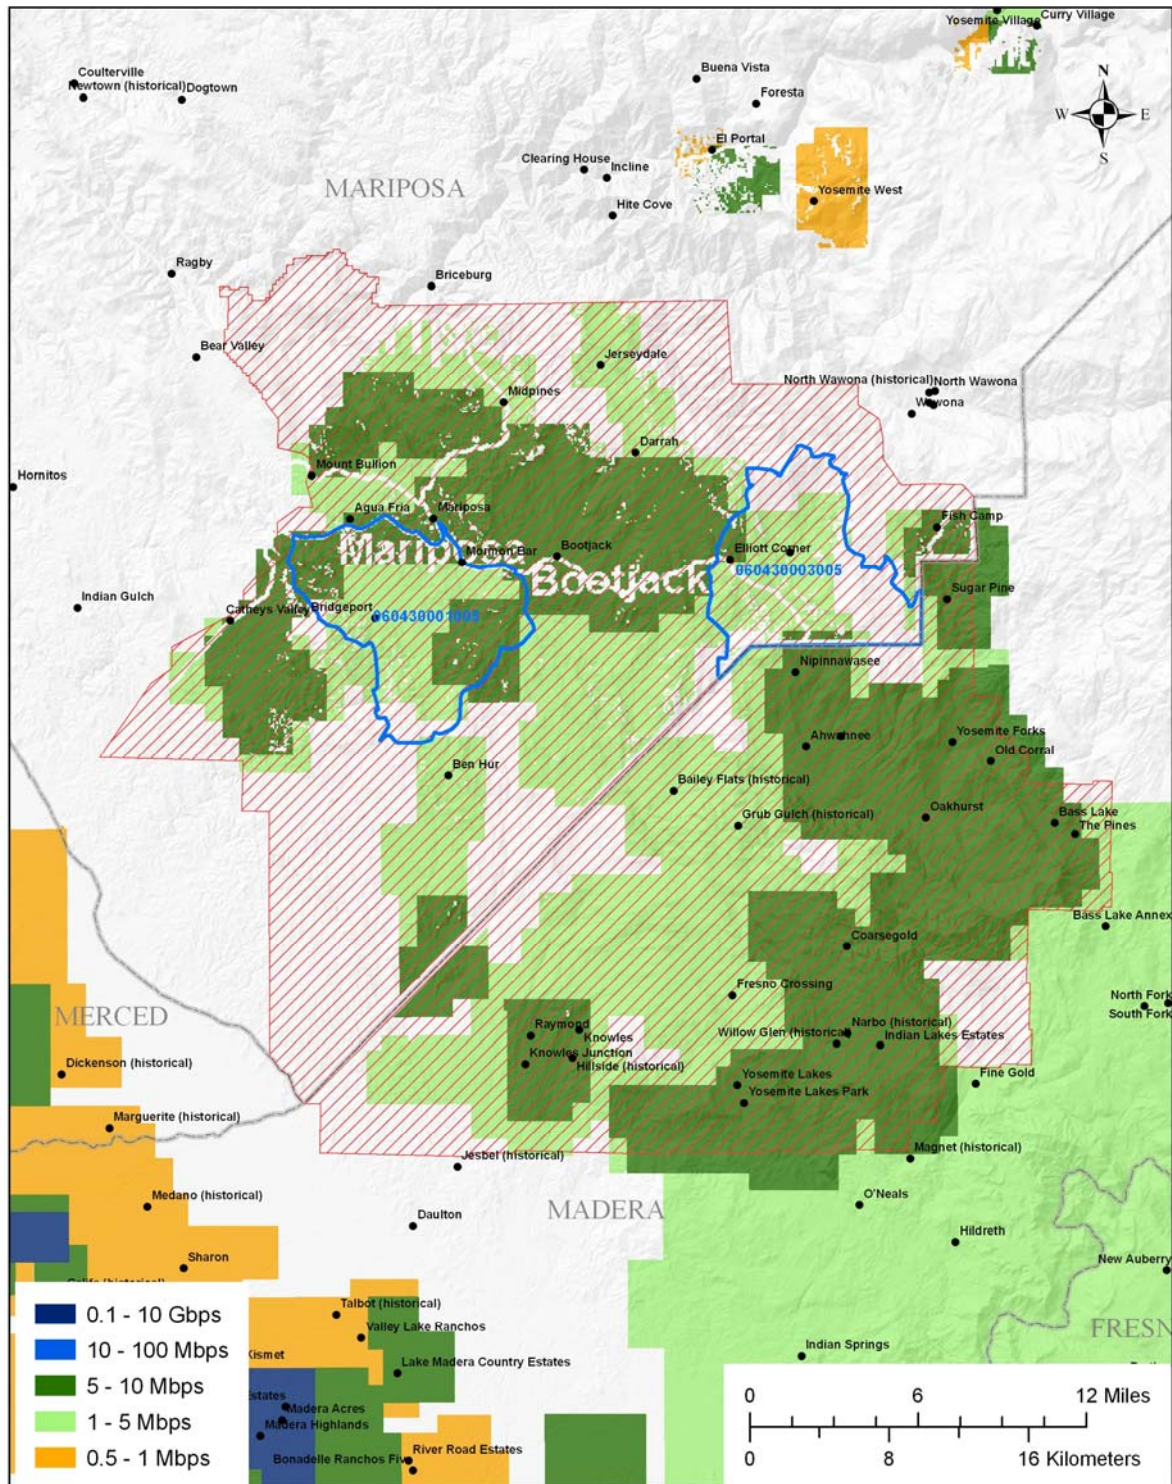 Yosemite Village
Curry Village
Coulterville
Newtown (historical)
Dogtown
Buena Vista
Foresta
N
W
E
S
El Portal
Clearing House
Incline
MARIPOSA
Yosemite West
Hite Cove
Ragby
Briceburg
Bear Valley
Jerseydale
North Wawona (historical)
North Wawona
Midpines
Wawona
Darrah
Hornitos
Mount Bullion
Agua Fria
Mariposa
Fish Camp
Mariposa
Mormon Bar
Bootjack
Elliott Corner
Bootjack
060430003005
Sugar Pine
Indian Gulch
Catheys Valley
Bridgeport
060430001005
Nipinnawasee
Ahwahnee
Yosemite Forks
Old Corral
Ben Hur
Bailey Flats (historical)
Oakhurst
Grub Gulch (historical)
Bass Lake
The Pines
Bass Lake Annex
Coarsegold
Fresno Crossing
North Fork
South Fork
MERCED
Raymond
Knowles
Willow Glen (historical)
Narbo (historical)
Indian Lakes Estates
Knowles Junction
Hillside (historical)
Dickenson (historical)
Yosemite Lakes
Fine Gold
Yosemite Lakes Park
Marguerite (historical)
Magnet (historical)
Jesbel (historical)
Medano (historical)
MADERA
O'Neals
Daulton
Hildreth
Sharon
New Auberry
0.1 - 10 Gbps
10 - 100 Mbps
5 - 10 Mbps
1 - 5 Mbps
0.5 - 1 Mbps
Talbot (historical)
Valley Lake Ranchos
FRESN
Kismet
Lake Madera Country Estates
Indian Springs
Estates
Madera Acres
Madera Highlands
River Road Estates
Bonadelle Ranchos Fiv
0 6 12 Miles
0 8 16 Kilometers